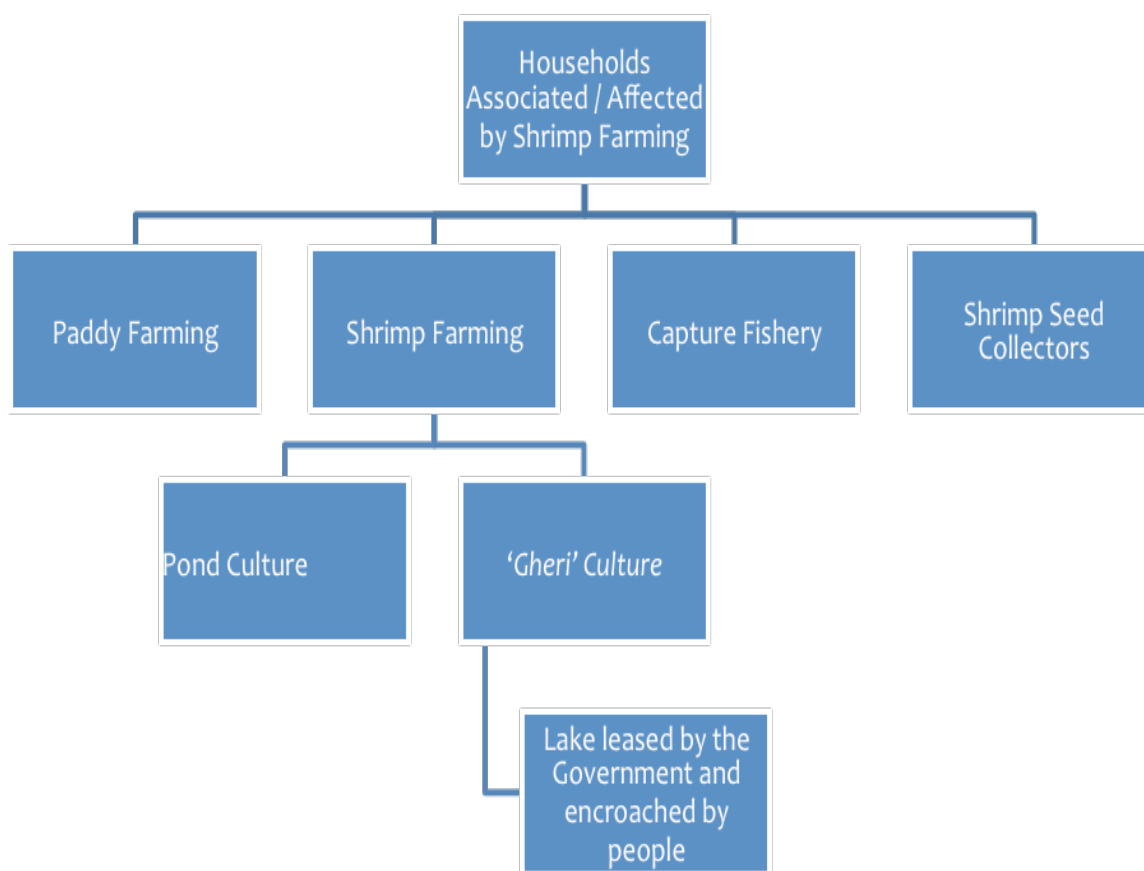 Households
Associated / Affected
by Shrimp Farming
Paddy Farming
Shrimp Farming
Capture Fishery
Shrimp Seed
Collectors
Pond Culture
‘Gheri’ Culture
Lake leased by the
Government and
encroached by
people